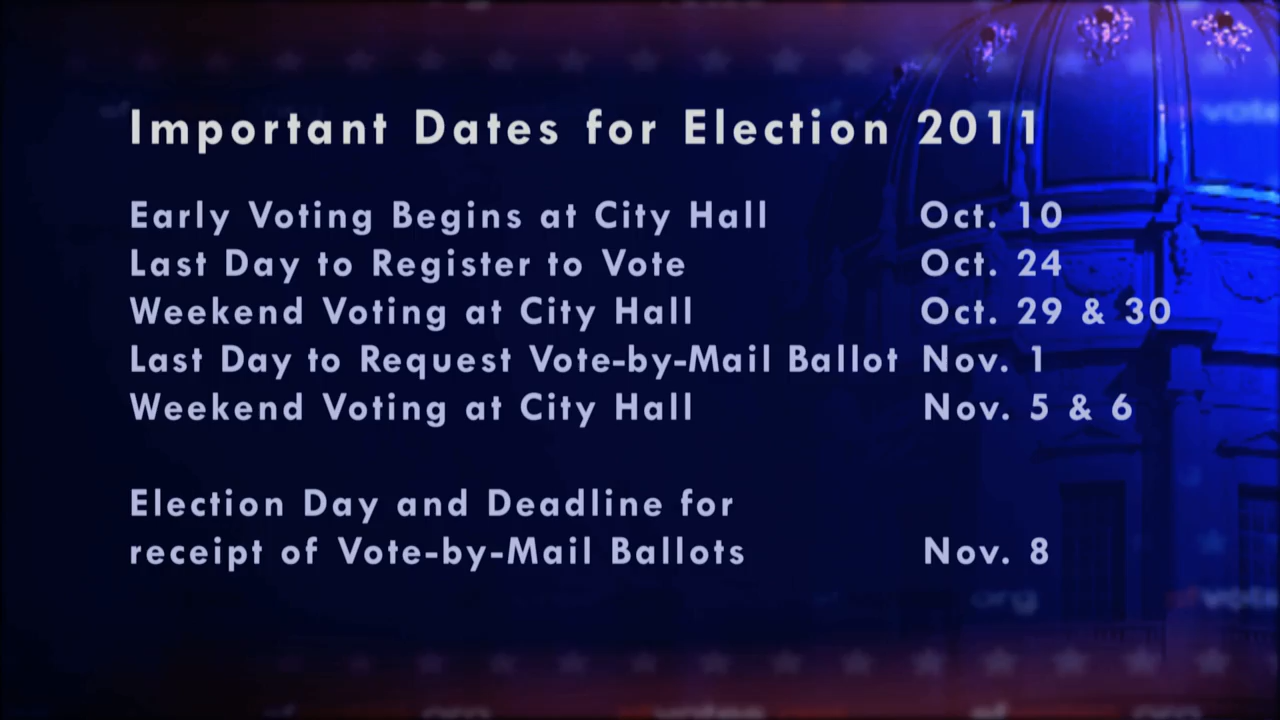 Important Dates for Election 2011
Early Voting Begins at City Hall Oct. 10
Last Day to Register to Vote Oct. 24
Weekend Voting at City Hall Oct. 29 & 30
Last Day to Request Vote-by-Mail Ballot Nov. 1
Weekend Voting at City Hall Nov. 5 & 6
Election Day and Deadline for
receipt of Vote-by-Mail Ballots Nov. 8